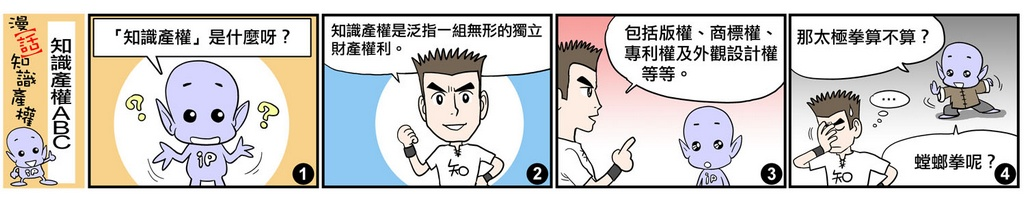 漫話知識產權
知識產權ABC
「知識產權」是什麼呀？
？
？
iP
1
知識產權是泛指一組無形的獨立
財產權利。
知
2
包括版權、商標權、
專利權及外觀設計權
等等。
iP
3
那太極拳算不算？
...
螳螂拳呢？
知
4